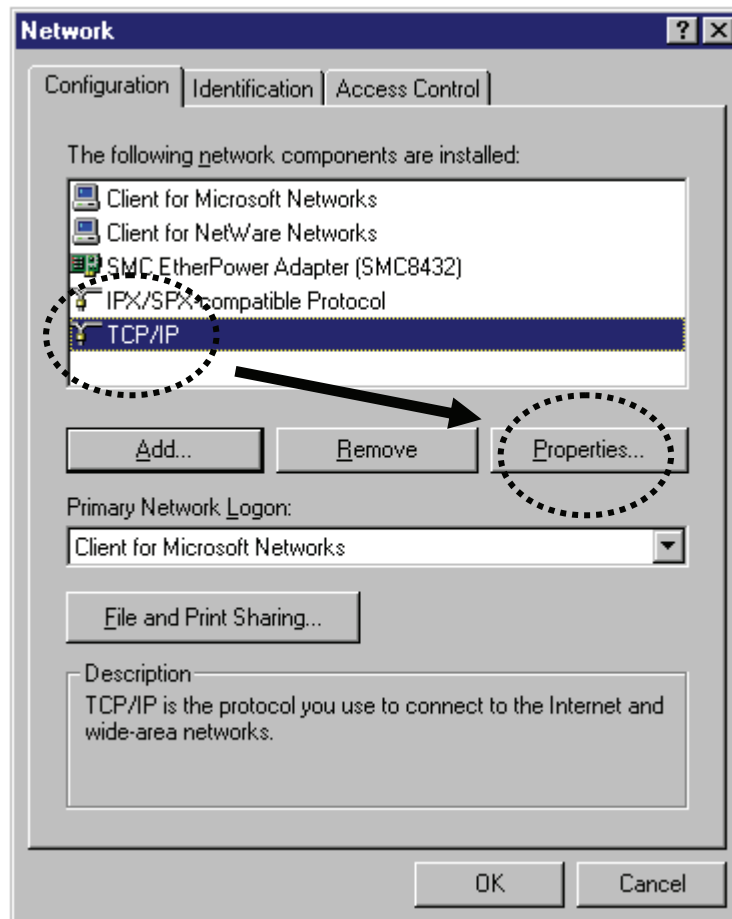 Network
Configuration Identification Access Control
The following network components are installed:
Client for Microsoft Networks
Client for NetWare Networks
SMC EtherPower Adapter (SMC8432)
IPX/SPX-compatible Protocol
TCP/IP
Add... Remove Properties...
Primary Network Logon:
Client for Microsoft Networks
File and Print Sharing...
Description
TCP/IP is the protocol you use to connect to the Internet and
wide-area networks.
OK Cancel